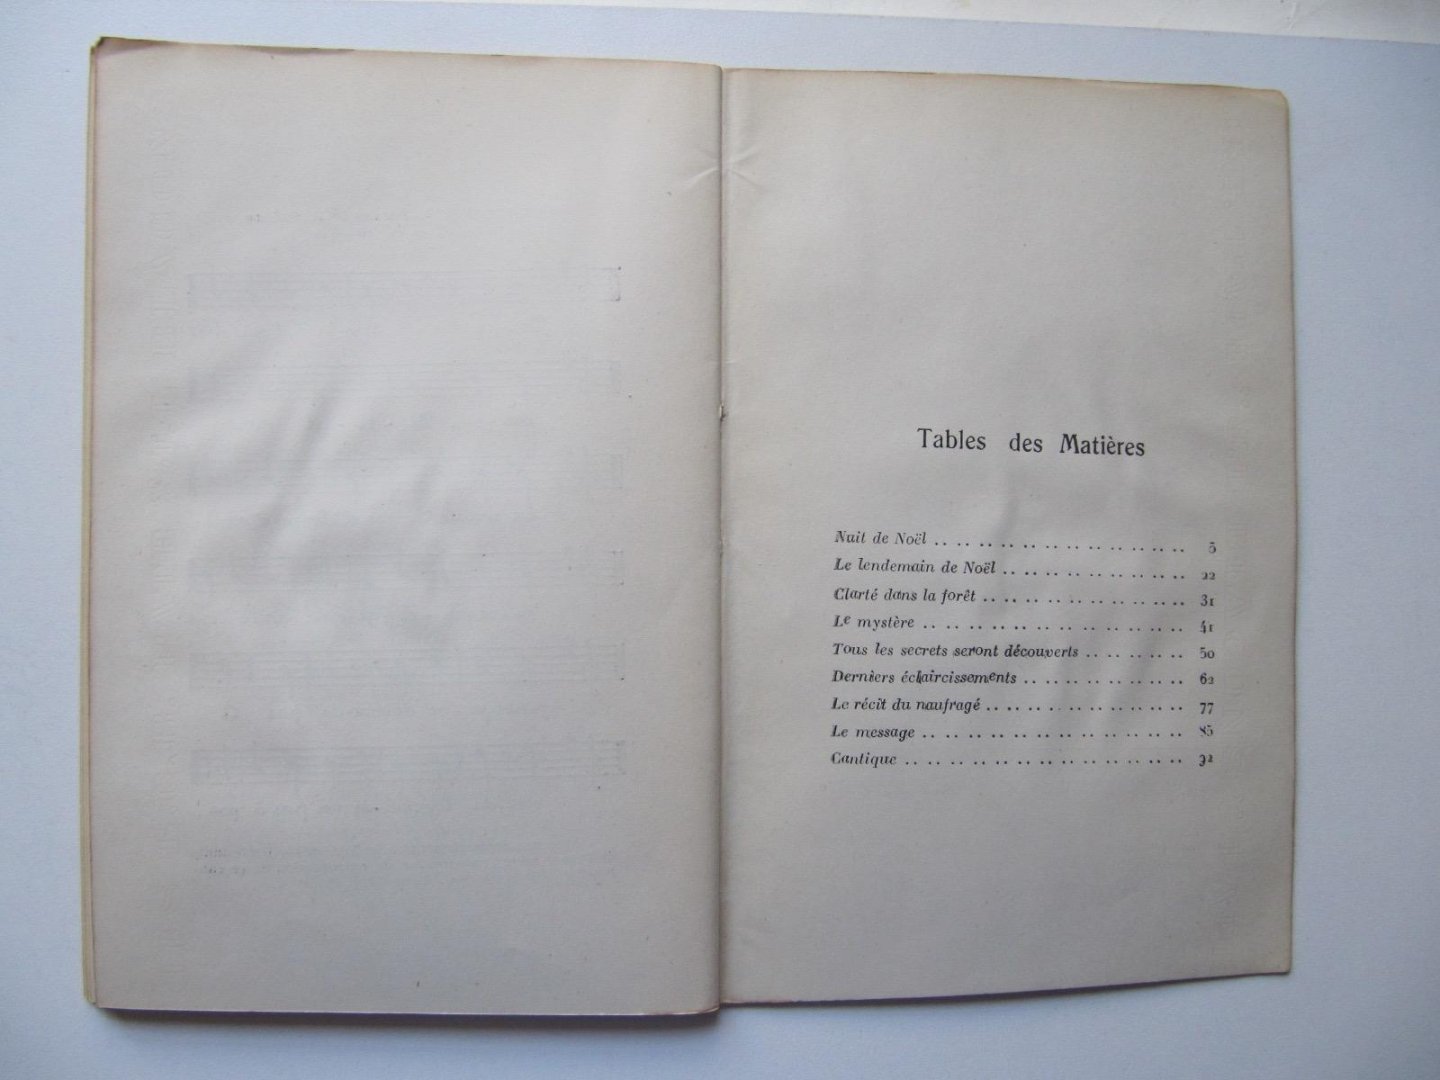 Tables des Matières
Nuit de Noël .. .. .. .. .. .. .. .. .. .. .. .. 5
Le lendemain de Noël .. .. .. .. .. .. .. .. .. 22
Clarté dans la forêt .. .. .. .. .. .. .. .. .. .. 31
Le mystère .. .. .. .. .. .. .. .. .. .. .. .. 41
Tous les secrets seront découverts .. .. .. .. .. 50
Derniers éclaircissements .. .. .. .. .. .. .. .. 62
Le récit du naufragé .. .. .. .. .. .. .. .. .. .. 77
Le message .. .. .. .. .. .. .. .. .. .. .. .. 85
Cantique .. .. .. .. .. .. .. .. .. .. .. .. .. 92